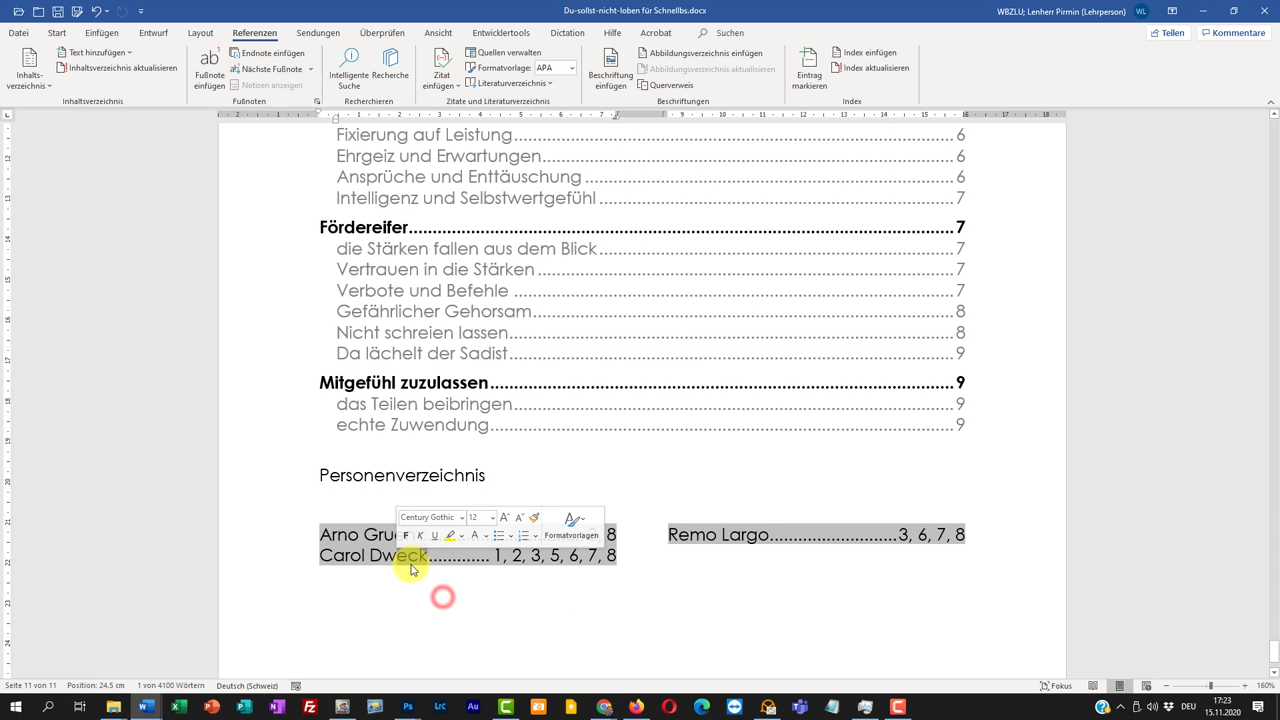 Du-sollst-nicht-loben für Schnellbs.docx
WBZLU; Lenherr Pirmin (Lehrperson)
WL
Datei Start Einfügen Entwurf Layout Referenzen Sendungen Überprüfen Ansicht Entwicklertools Dictation Hilfe Acrobat Suchen
Teilen Kommentare
Inhalts-
verzeichnis
Text hinzufügen
Inhaltsverzeichnis aktualisieren
Inhaltsverzeichnis
ab
Fußnote
einfügen
Endnote einfügen
Nächste Fußnote
Notizen anzeigen
Fußnoten
Intelligente
Suche
Recherche
Recherchieren
Zitat
einfügen
Quellen verwalten
Formatvorlage: APA
Literaturverzeichnis
Zitate und Literaturverzeichnis
Beschriftung
einfügen
Abbildungsverzeichnis einfügen
Abbildungsverzeichnis aktualisieren
Querverweis
Beschriftungen
Eintrag
markieren
Index einfügen
Index aktualisieren
Index
Fixierung auf Leistung 6
Ehrgeiz und Erwartungen 6
Ansprüche und Enttäuschung 6
Intelligenz und Selbstwertgefühl 7
Fördereifer 7
die Stärken fallen aus dem Blick 7
Vertrauen in die Stärken 7
Verbote und Befehle 7
Gefährlicher Gehorsam 8
Nicht schreien lassen 8
Da lächelt der Sadist 9
Mitgefühl zuzulassen 9
das Teilen beibringen 9
echte Zuwendung 9
Personenverzeichnis
Century Gothic 12
F K U A Formatvorlagen
Arno 8
Carol Dweck 1, 2, 3, 5, 6, 7, 8
Remo Largo 3, 6, 7, 8
Seite 11 von 11 Position: 24.5 cm 1 von 4100 Wörtern Deutsch (Schweiz)
Fokus
160%
DEU
17:23
15.11.2020